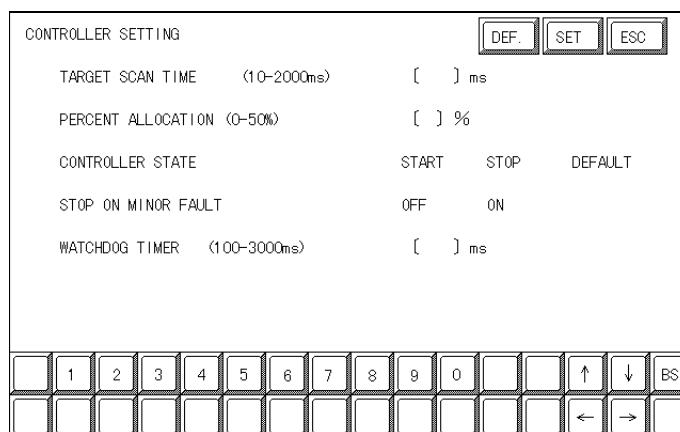 CONTROLLER SETTING DEF. SET ESC
TARGET SCAN TIME (10-2000ms) [ ] ms
PERCENT ALLOCATION (0-50%) [ ] %
CONTROLLER STATE START STOP DEFAULT
STOP ON MINOR FAULT OFF ON
WATCHDOG TIMER (100-3000ms) [ ] ms
1 2 3 4 5 6 7 8 9 0 ↑ ↓ BS
← →